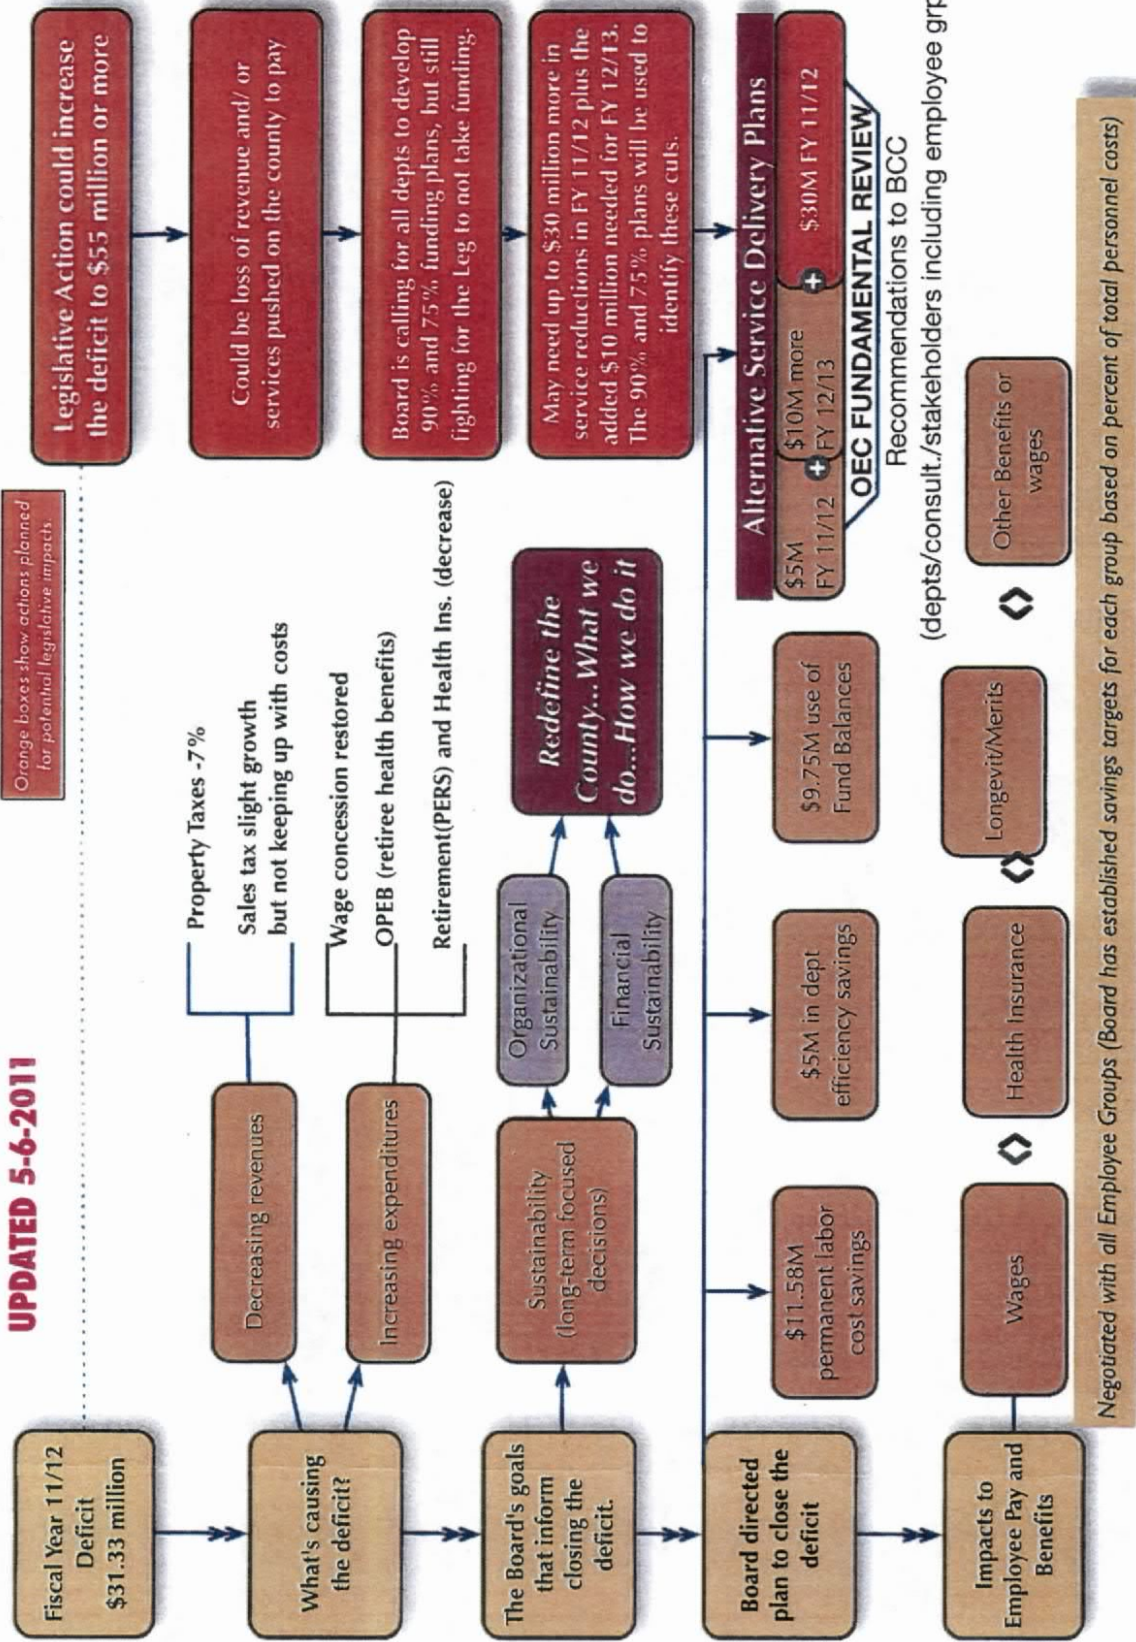 UPDATED 5-6-2011
Orange boxes show actions planned
for potential legislative impacts.
Fiscal Year 11/12
Deficit
$31.33 million
Legislative Action could increase
the deficit to $55 million or more
What's causing
the deficit?
Decreasing revenues
Property Taxes -7%
Sales tax slight growth
but not keeping up with costs
Increasing expenditures
Wage concession restored
OPEB (retiree health benefits)
Retirement(PERS) and Health Ins. (decrease)
Could be loss of revenue and/ or
services pushed on the county to pay
Board is calling for all depts to develop
90% and 75% funding plans, but still
fighting for the Leg to not take funding.
The Board's goals
that inform
closing the
deficit.
Sustainability
(long-term focused
decisions)
Organizational
Sustainability
Financial
Sustainability
Redefine the
County...What we
do...How we do it
May need up to $30 million more in
service reductions in FY 11/12 plus the
added $10 million needed for FY 12/13.
The 90% and 75% plans will be used to
identify these cuts.
Board directed
plan to close the
deficit
$11.58M
permanent labor
cost savings
$5M in dept
efficiency savings
$9.75M use of
Fund Balances
Alternative Service Delivery Plans
$5M
FY 11/12
+
$10M more
FY 12/13
+
$30M FY 11/12
OEC FUNDAMENTAL REVIEW
Recommendations to BCC
(depts/consult./stakeholders including employee grp
Impacts to
Employee Pay and
Benefits
Wages
Health Insurance
Longevit/Merits
Other Benefits or
wages
Negotiated with all Employee Groups (Board has established savings targets for each group based on percent of total personnel costs)